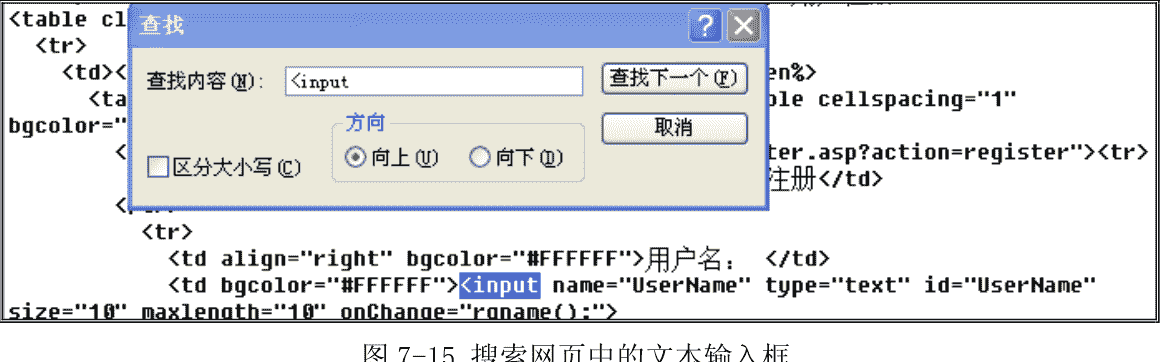 <table cl
<tr>
<td><
<ta
bgcolor="
<
查找
查找内容(N):
<input
查找下一个(F)
取消
方向
向上(U)
向下(D)
区分大小写(C)
en%>
ble cellspacing="1"
ter.asp?action=register"><tr>
注册</td>
<tr>
<td align="right" bgcolor="#FFFFFF">用户名: </td>
<td bgcolor="#FFFFFF"><input name="UserName" type="text" id="UserName"
size="10" maxlength="10" onChange="rgname();">
图 7-15 搜索网页中的文本输入框